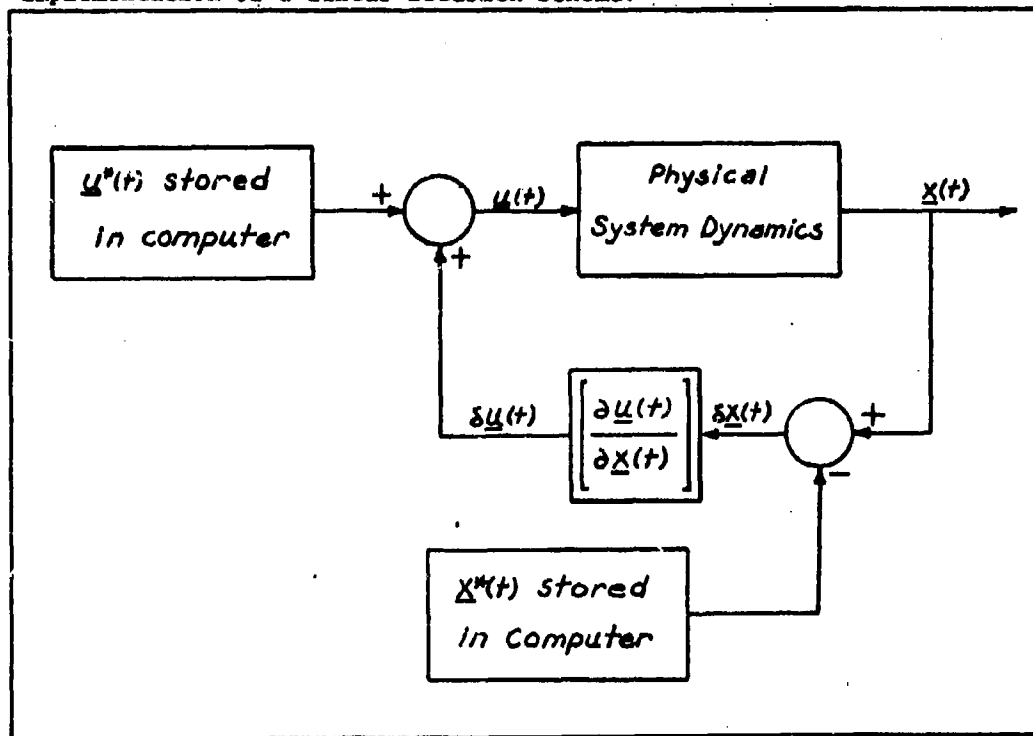 u*(t) stored
in computer
+
+
u(t)
Physical
System Dynamics
x(t)
δu(t)
[∂u(t)/∂x(t)]
δx(t)
+
−
x*(t) stored
in Computer